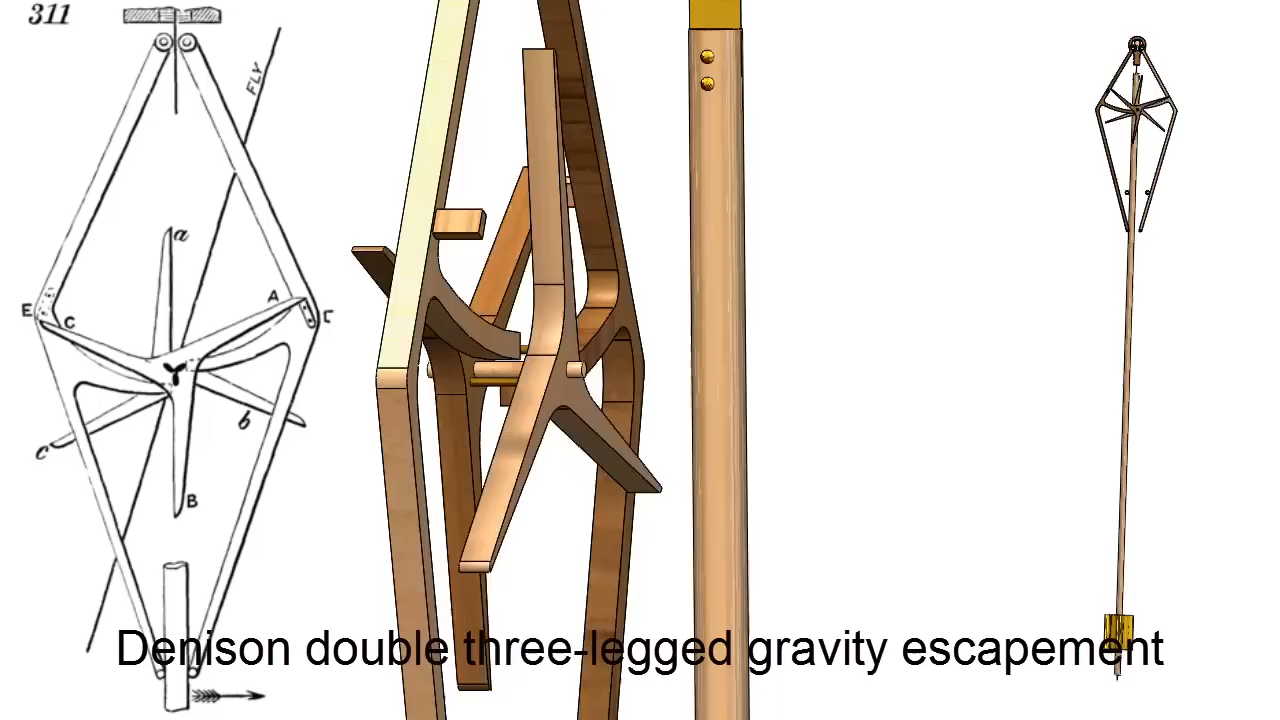 311
FLY
a
A
E
C
b
c
B
Denison double three-legged gravity escapement